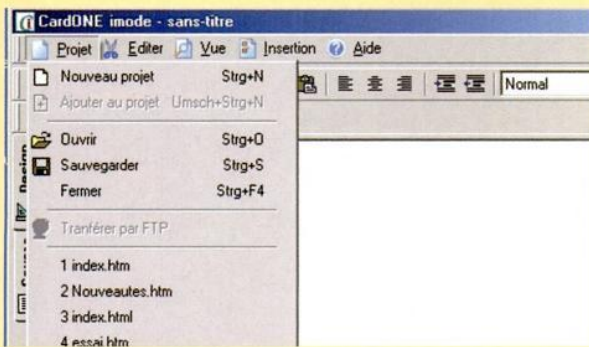 CardONE imode - sans-titre
Projet Editer Vue Insertion Aide
Nouveau projet Strg+N
Normal
Ajouter au projet Umsch+Strg+N
Ouvrir Strg+O
Design
Sauvegarder Strg+S
Fermer Strg+F4
Tranférer par FTP
1 index.htm
2 Nouveautes.htm
3 index.html
4 essai.htm